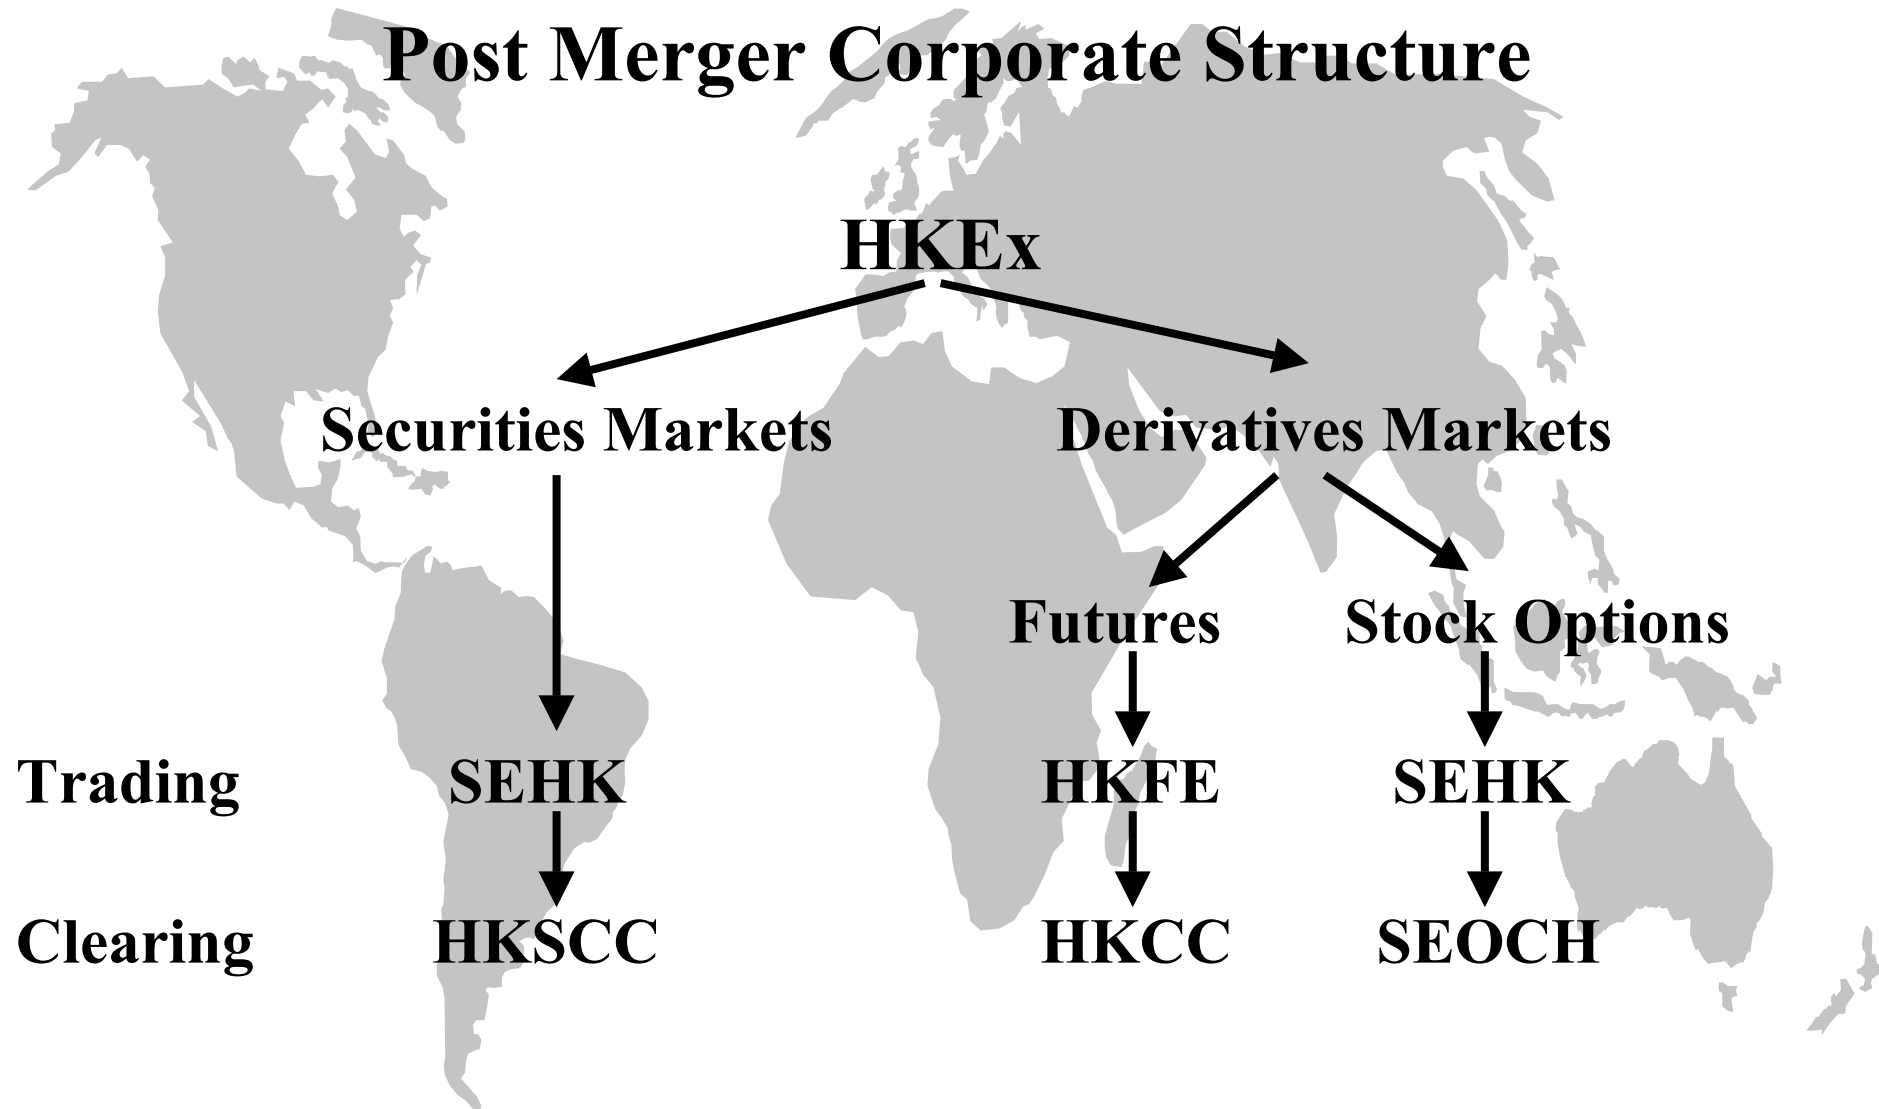 Post Merger Corporate Structure
HKEx
Securities Markets Derivatives Markets
Futures Stock Options
Trading SEHK HKFE SEHK
Clearing HKSCC HKCC SEOCH